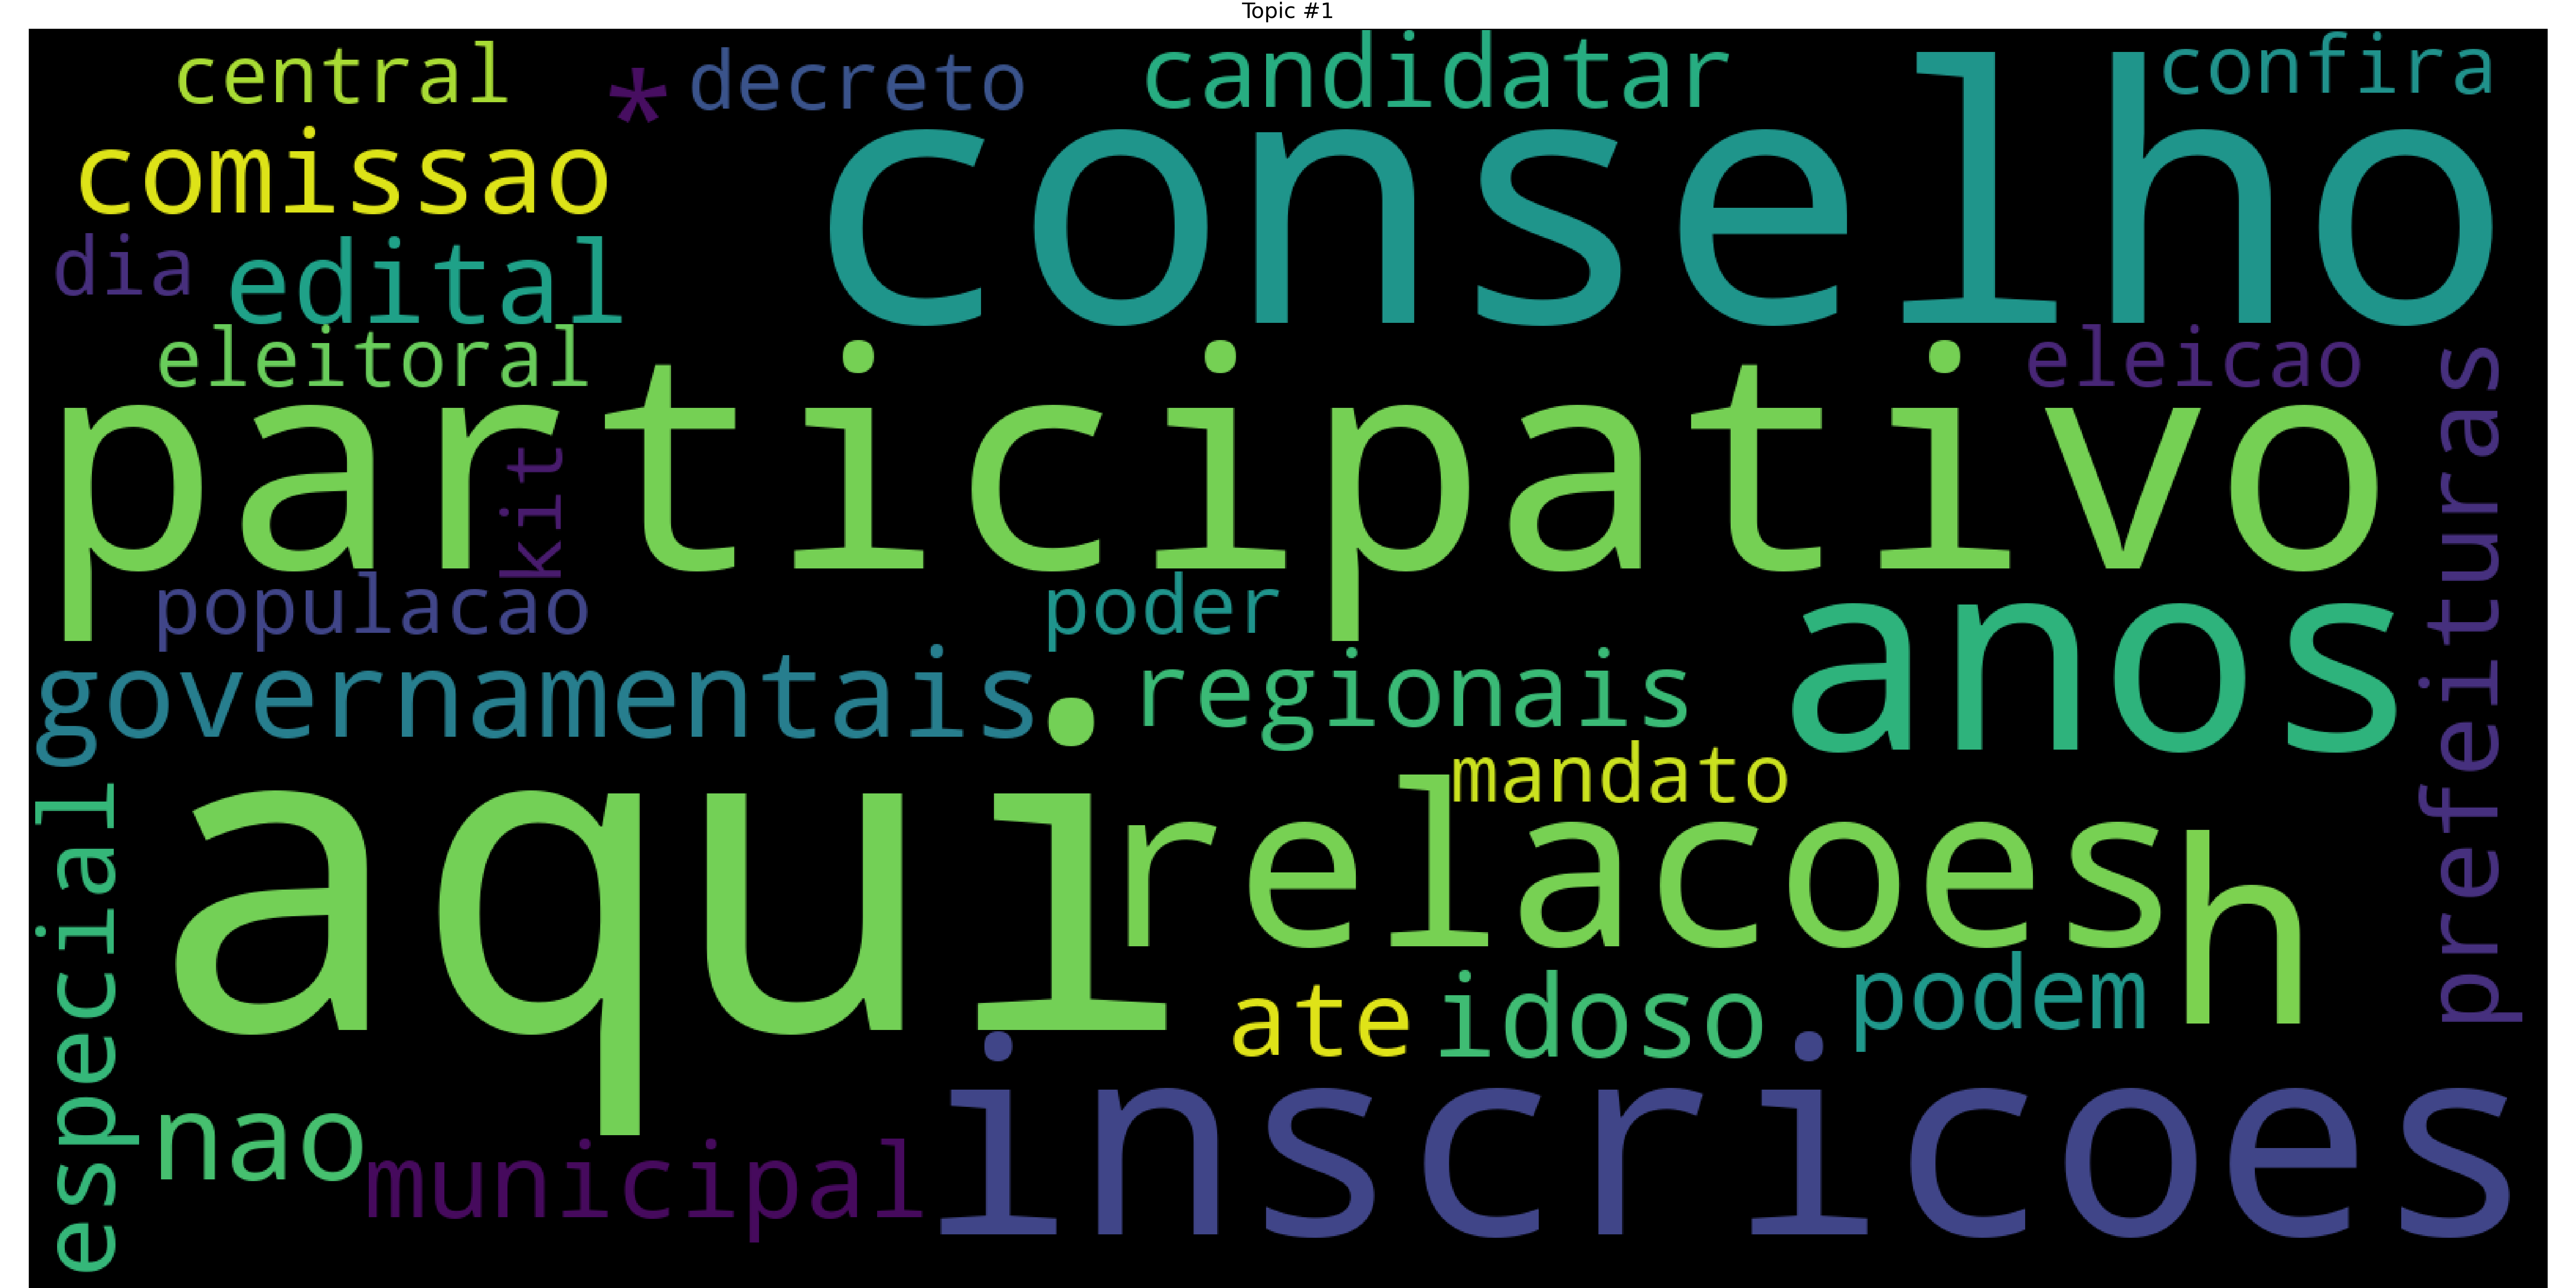 Topic #1
central
*
decreto
candidatar
confira
comissao
conselho
dia
edital
eleitoral
eleicao
participativo
prefeituras
kit
populacao
poder
anos
governamentais
regionais
mandato
especial
aqui
relacoes
h
ate
idoso
podem
nao
municipal
inscricoes